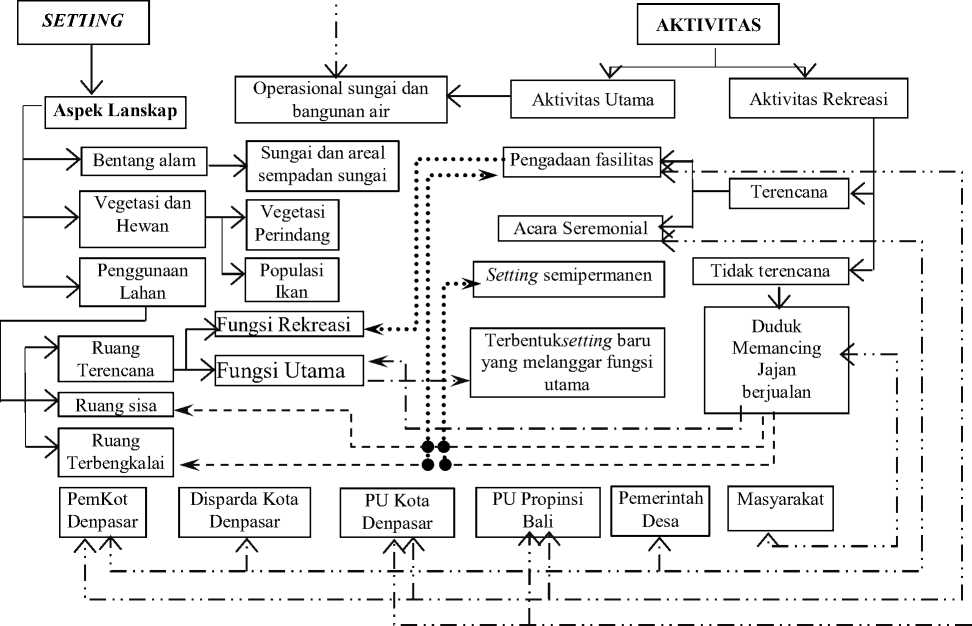 SETTING
AKTIVITAS
Aspek Lanskap
Operasional sungai dan
bangunan air
Aktivitas Utama
Aktivitas Rekreasi
Bentang alam
Sungai dan areal
sempadan sungai
Pengadaan fasilitas
Terencana
Vegetasi dan
Hewan
Vegetasi
Perindang
Acara Seremonial
Penggunaan
Lahan
Populasi
Ikan
Setting semipermanen
Tidak terencana
Fungsi Rekreasi
Duduk
Memancing
Jajan
berjualan
Ruang
Terencana
Fungsi Utama
Terbentuksetting baru
yang melanggar fungsi
utama
Ruang sisa
Ruang
Terbengkalai
PemKot
Denpasar
Disparda Kota
Denpasar
PU Kota
Denpasar
PU Propinsi
Bali
Pemerintah
Desa
Masyarakat